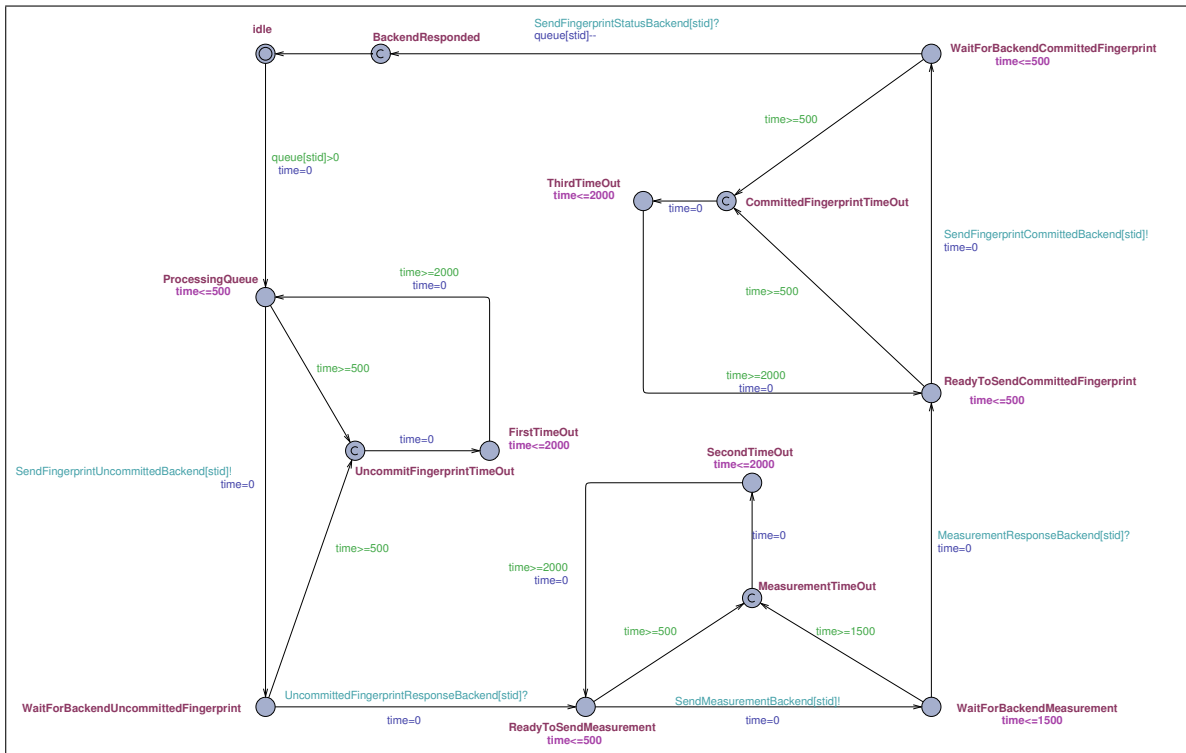 SendFingerprintStatusBackend[stid]?
queue[stid]--
idle
BackendResponded
C
WaitForBackendCommittedFingerprint
time<=500
time>=500
queue[stid]>0
time=0
ThirdTimeOut
time<=2000
time=0
C
CommittedFingerprintTimeOut
SendFingerprintCommittedBackend[stid]!
time=0
ProcessingQueue
time<=500
time>=2000
time=0
time>=500
time>=500
time>=2000
time=0
ReadyToSendCommittedFingerprint
time<=500
FirstTimeOut
time<=2000
time=0
C
UncommitFingerprintTimeOut
SendFingerprintUncommittedBackend[stid]!
time=0
SecondTimeOut
time<=2000
time=0
MeasurementResponseBackend[stid]?
time=0
time>=500
time>=2000
time=0
MeasurementTimeOut
C
time>=500
time>=1500
UncommittedFingerprintResponseBackend[stid]?
time=0
SendMeasurementBackend[stid]!
time=0
WaitForBackendUncommittedFingerprint
ReadyToSendMeasurement
time<=500
WaitForBackendMeasurement
time<=1500